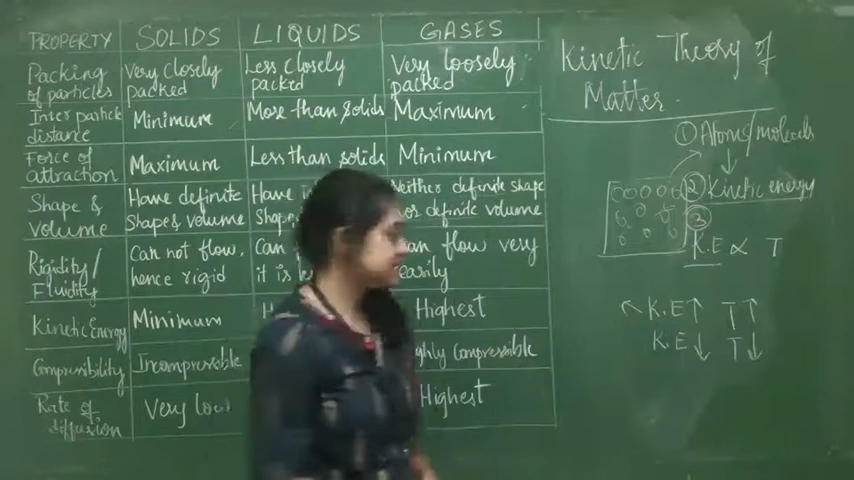 PROPERTY SOLIDS LIQUIDS GASES
Packing of particles Very closely packed Less closely packed Very loosely packed
Inter particle distance Minimum More than solids Maximum
Force of attraction Maximum Less than solids Minimum
Shape & Volume Have definite Shape & volume Have Neither definite shape nor definite volume
Rigidity/ Fluidity Can not flow, hence rigid Can it is Can flow very easily
Kinetic Energy Minimum Highest
Compressibility Incompressible Highly Compressible
Rate of diffusion Very low Highest
Kinetic Theory of
Matter.
① Atoms/molecules
② Kinetic energy
③
K.E ∝ T
K.E↑ T↑
K.E↓ T↓